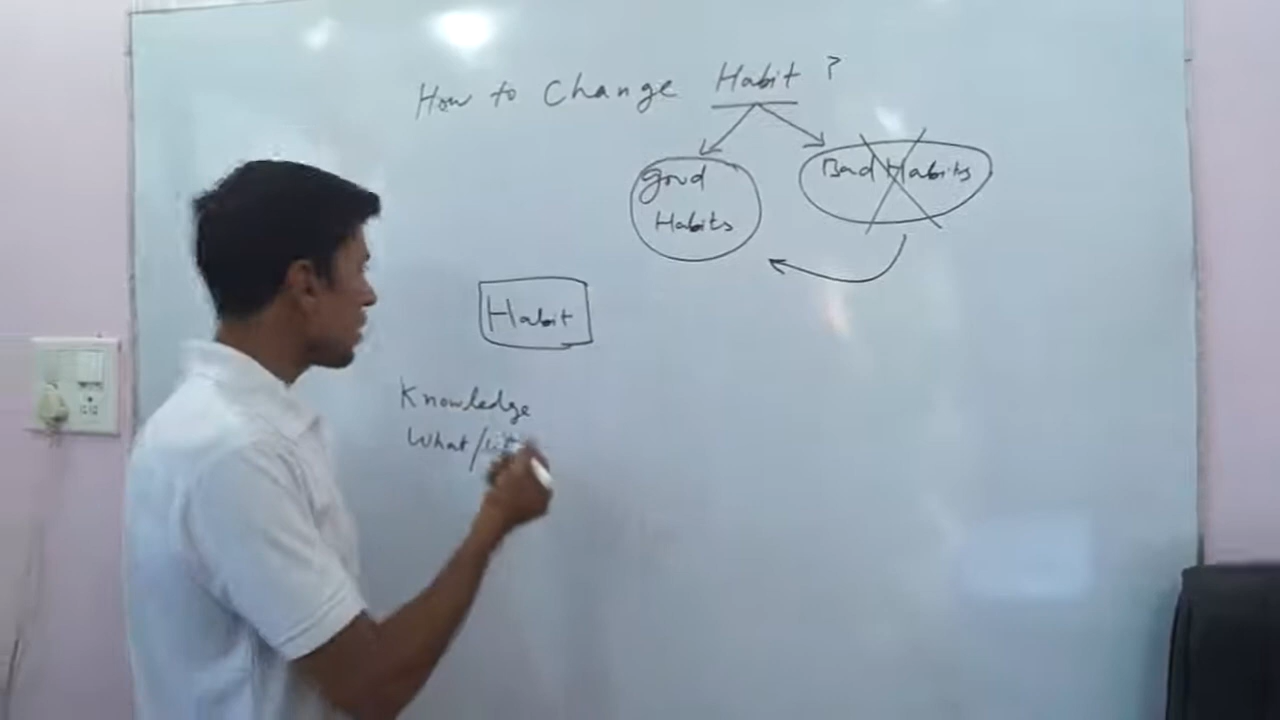 How to Change Habit ?
good
Habits
Bad Habits
Habit
Knowledge
What/